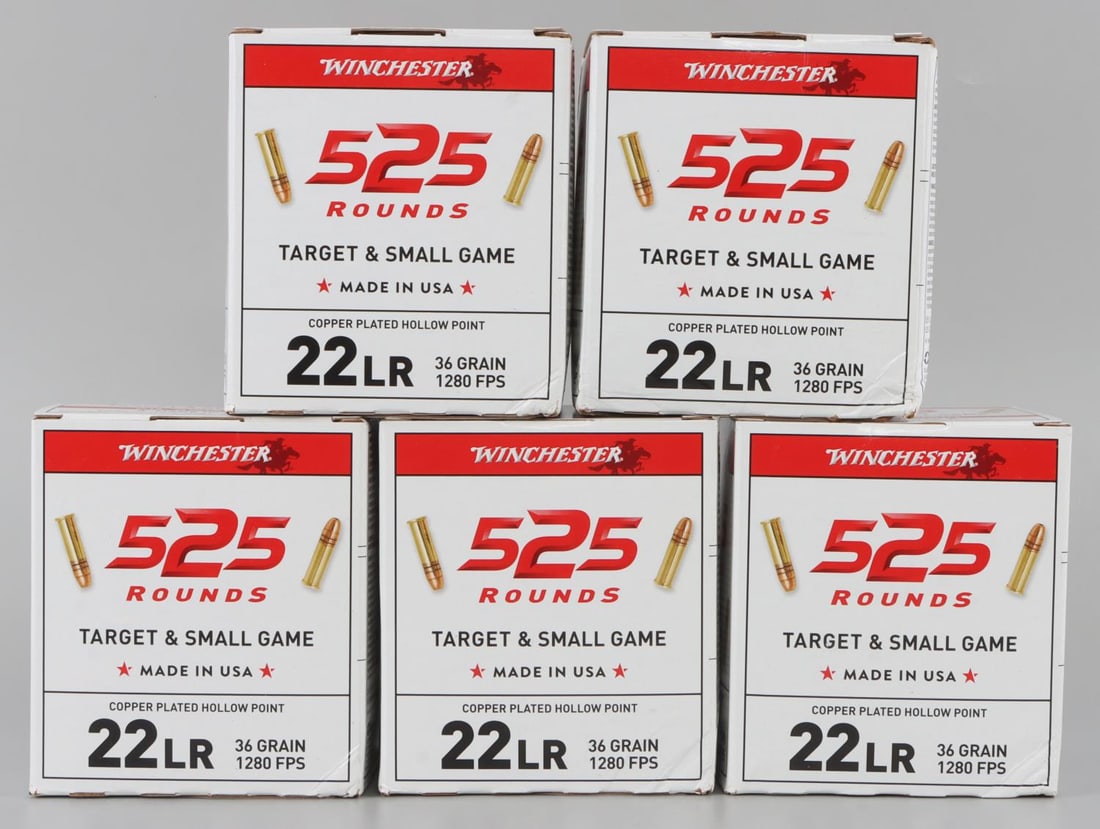 WINCHESTER
525
ROUNDS
TARGET & SMALL GAME
MADE IN USA
COPPER PLATED HOLLOW POINT
22LR 36 GRAIN
1280 FPS
WINCHESTER
525
ROUNDS
TARGET & SMALL GAME
MADE IN USA
COPPER PLATED HOLLOW POINT
22LR 36 GRAIN
1280 FPS
WINCHESTER
525
ROUNDS
TARGET & SMALL GAME
MADE IN USA
COPPER PLATED HOLLOW POINT
22LR 36 GRAIN
1280 FPS
WINCHESTER
525
ROUNDS
TARGET & SMALL GAME
MADE IN USA
COPPER PLATED HOLLOW POINT
22LR 36 GRAIN
1280 FPS
WINCHESTER
525
ROUNDS
TARGET & SMALL GAME
MADE IN USA
COPPER PLATED HOLLOW POINT
22LR 36 GRAIN
1280 FPS